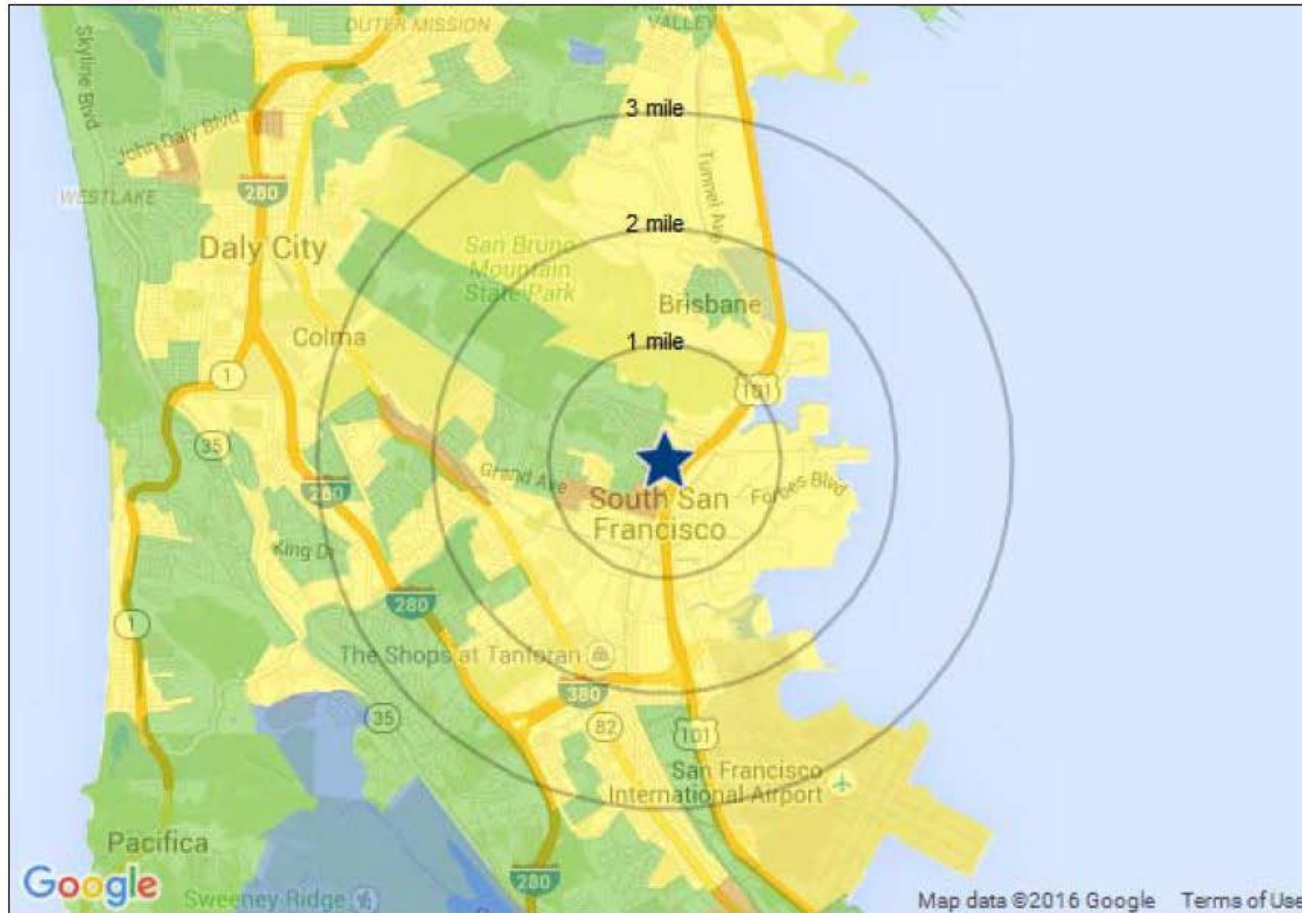 OUTER MISSION
VALLEY
Skyline Blvd
3 mile
John Daly Blvd
Tunnel Ave
280
WESTLAKE
2 mile
Daly City
San Bruno
Mountain
State Park
Brisbane
Colma
1 mile
1
101
35
Grand Ave
280
South San
Francisco
Forbes Blvd
King Dr
280
1
The Shops at Tanforan
380
35
82
101
San Francisco
International Airport
Pacifica
280
Google
Sweeney Ridge
Map data ©2016 Google
Terms of Use